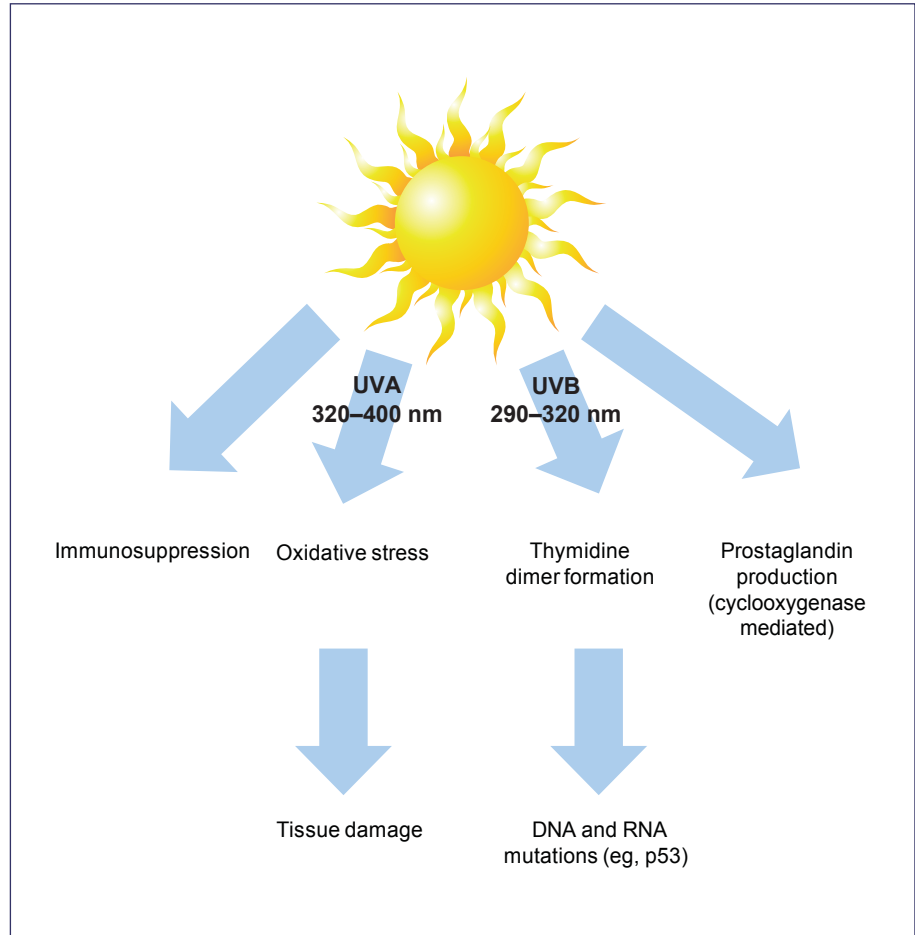 UVA
320–400 nm
UVB
290–320 nm
Immunosuppression
Oxidative stress
Thymidine
dimer formation
Prostaglandin
production
(cyclooxygenase
mediated)
Tissue damage
DNA and RNA
mutations (eg, p53)